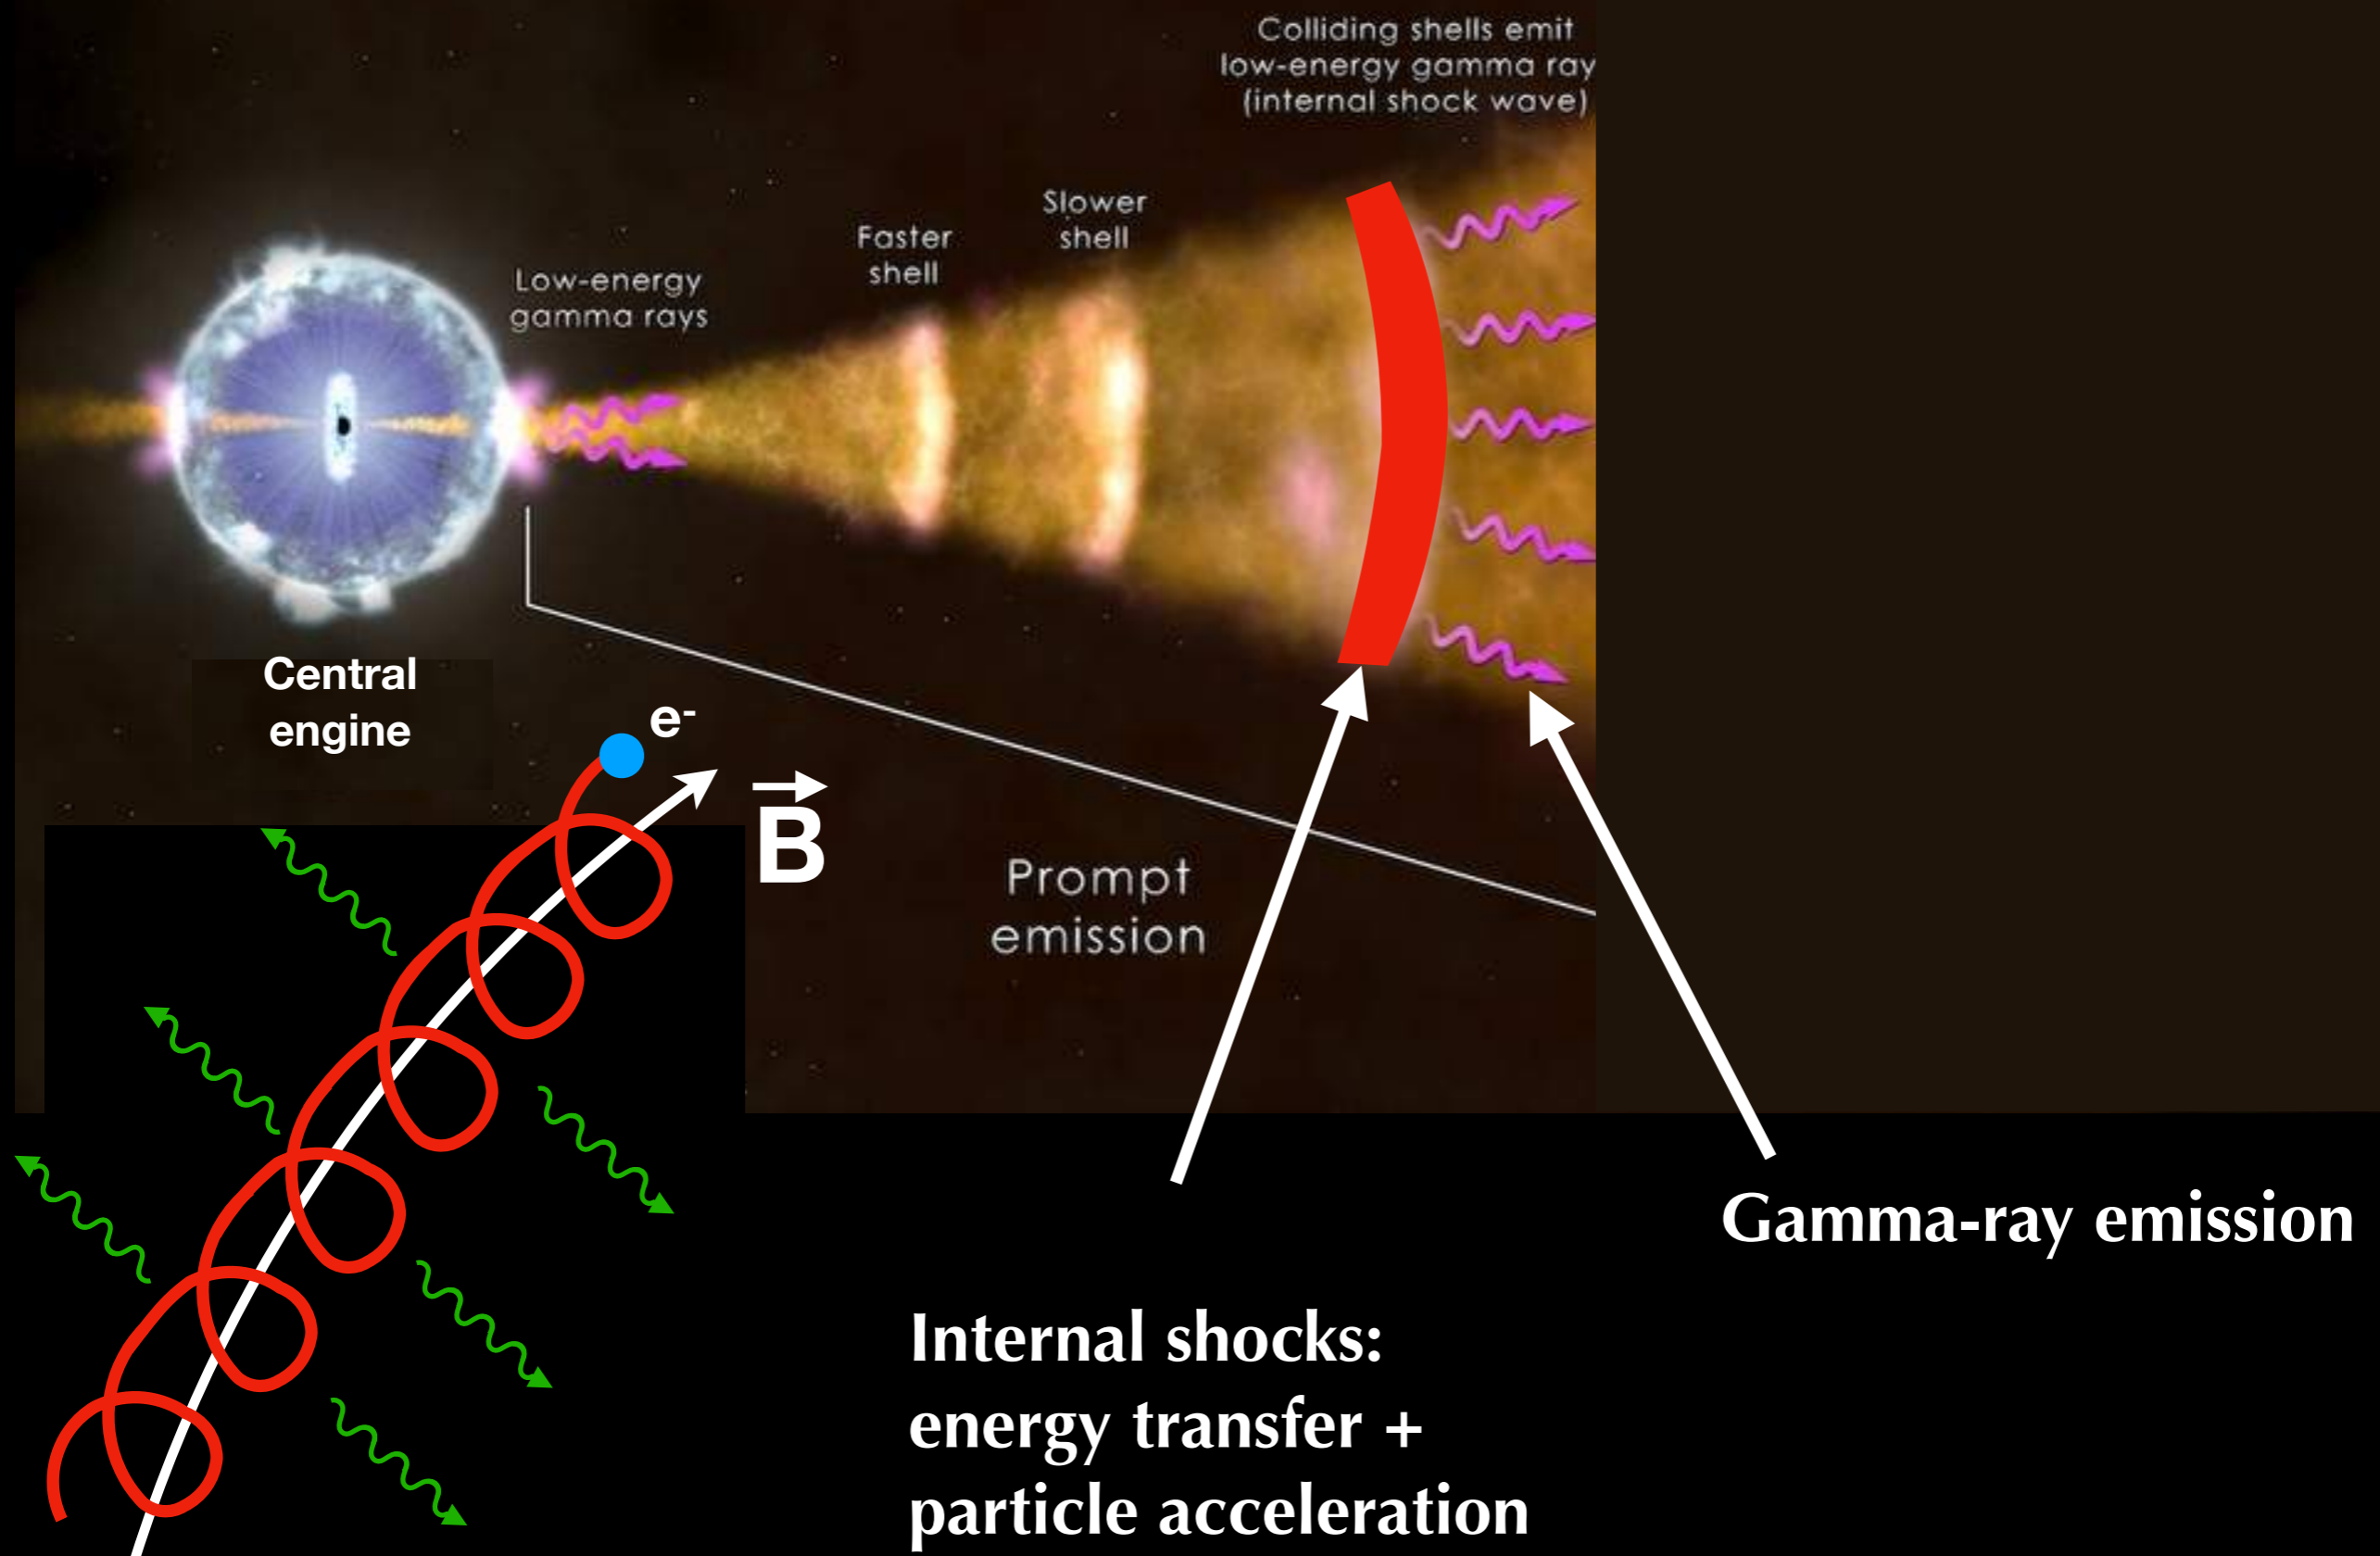 Colliding shells emit
low-energy gamma ray
(internal shock wave)
Slower
shell
Faster
shell
Low-energy
gamma rays
Central
engine
e-
B
Prompt
emission
Gamma-ray emission
Internal shocks:
energy transfer +
particle acceleration